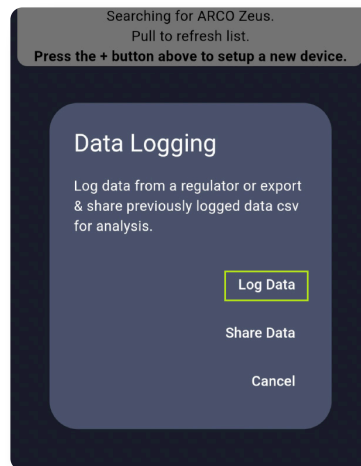 Searching for ARCO Zeus.
Pull to refresh list.
Press the + button above to setup a new device.
Data Logging
Log data from a regulator or export
& share previously logged data csv
for analysis.
Log Data
Share Data
Cancel